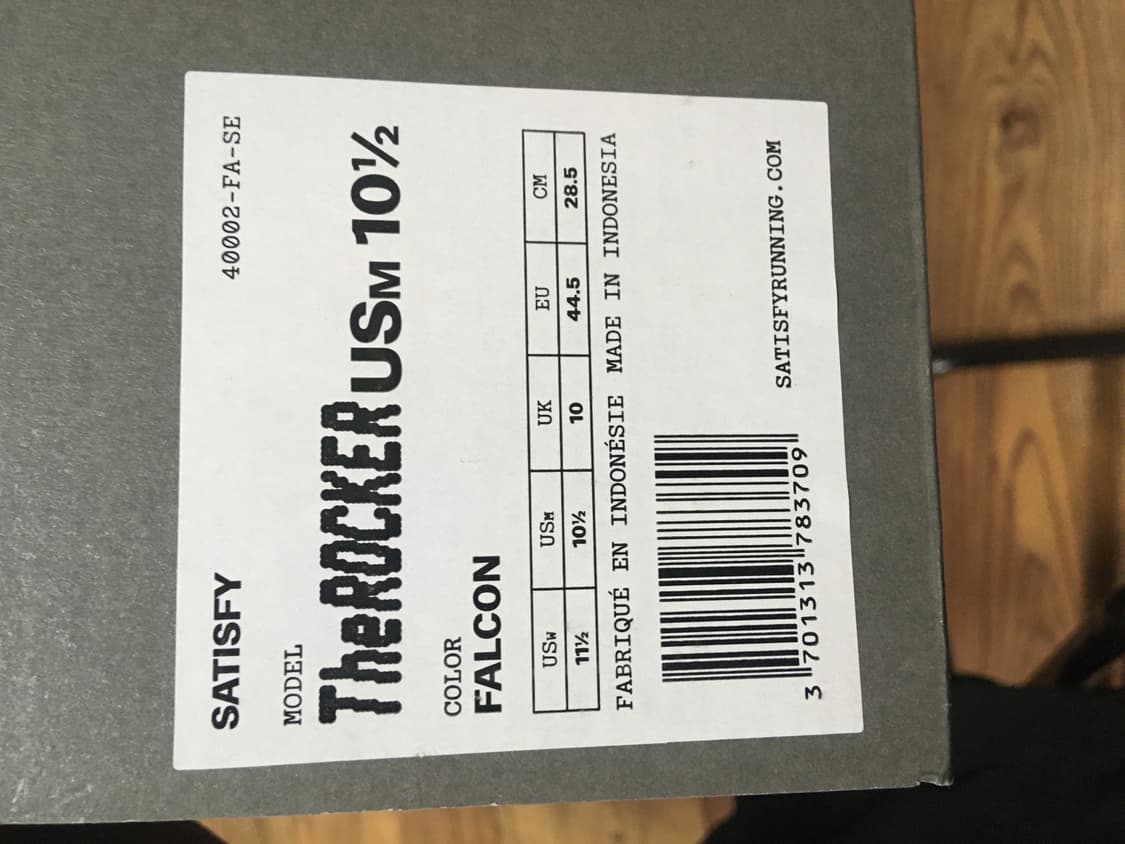 SATISFY 40002-FA-SE
MODEL
TheROCKER USM 10½
COLOR
FALCON
USW USM UK EU CM
11½ 10½ 10 44.5 28.5
FABRIQUÉ EN INDONÉSIE MADE IN INDONESIA
3 701313 783709 SATISFYRUNNING.COM